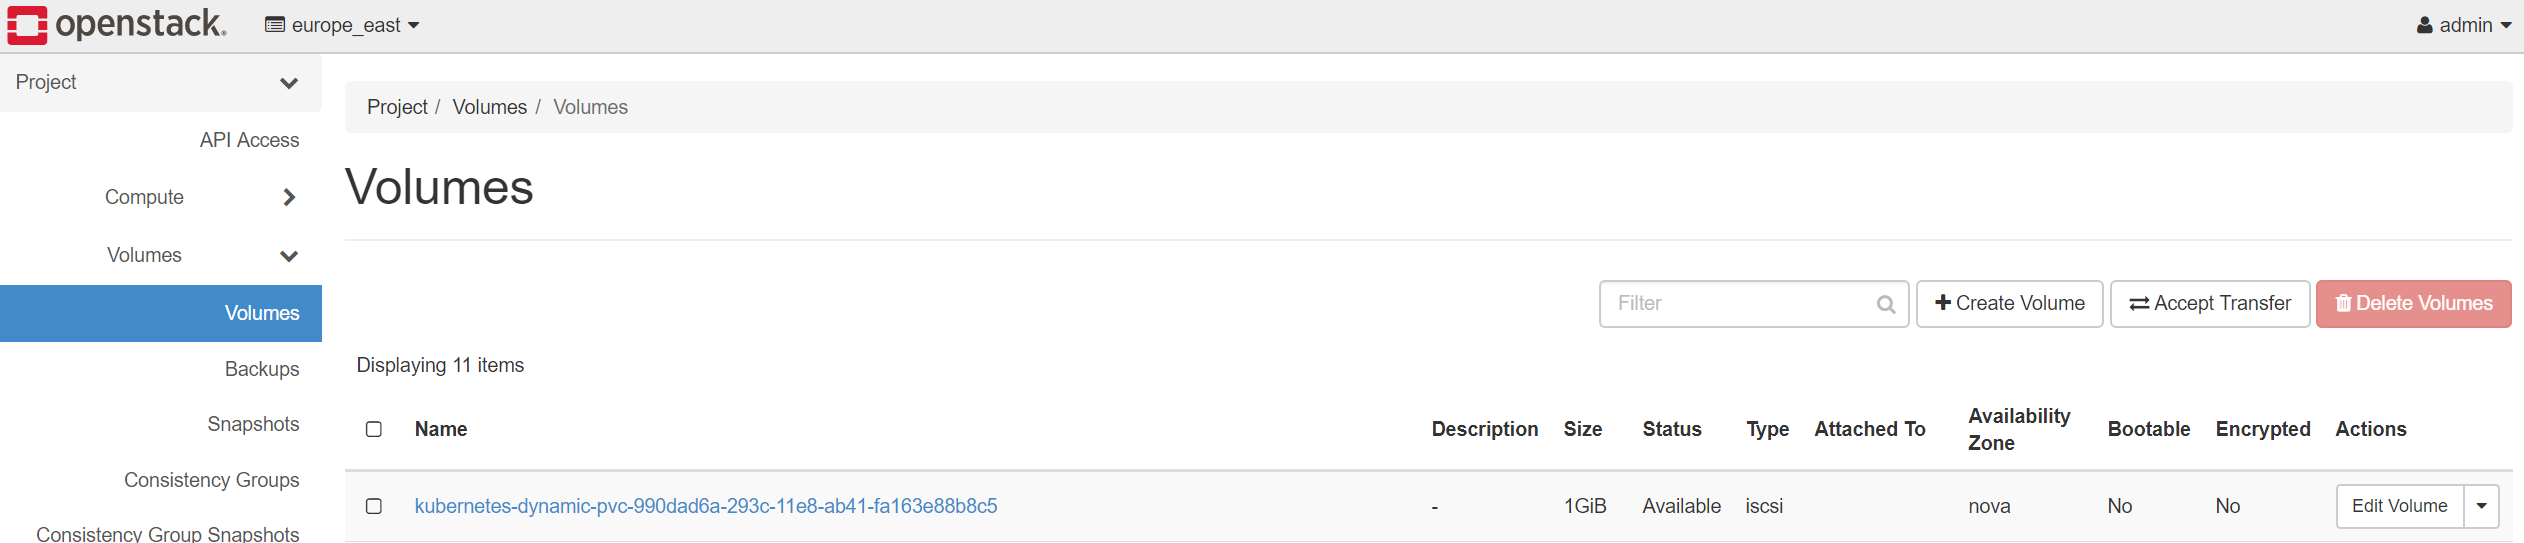 openstack. europe_east admin
Project
API Access
Compute
Volumes
Volumes
Backups
Snapshots
Consistency Groups
Consistency Group Snapshots
Project / Volumes / Volumes
Volumes
Filter Create Volume Accept Transfer Delete Volumes
Displaying 11 items
Name Description Size Status Type Attached To Availability Zone Bootable Encrypted Actions
kubernetes-dynamic-pvc-990dad6a-293c-11e8-ab41-fa163e88b8c5 - 1GiB Available iscsi nova No No Edit Volume